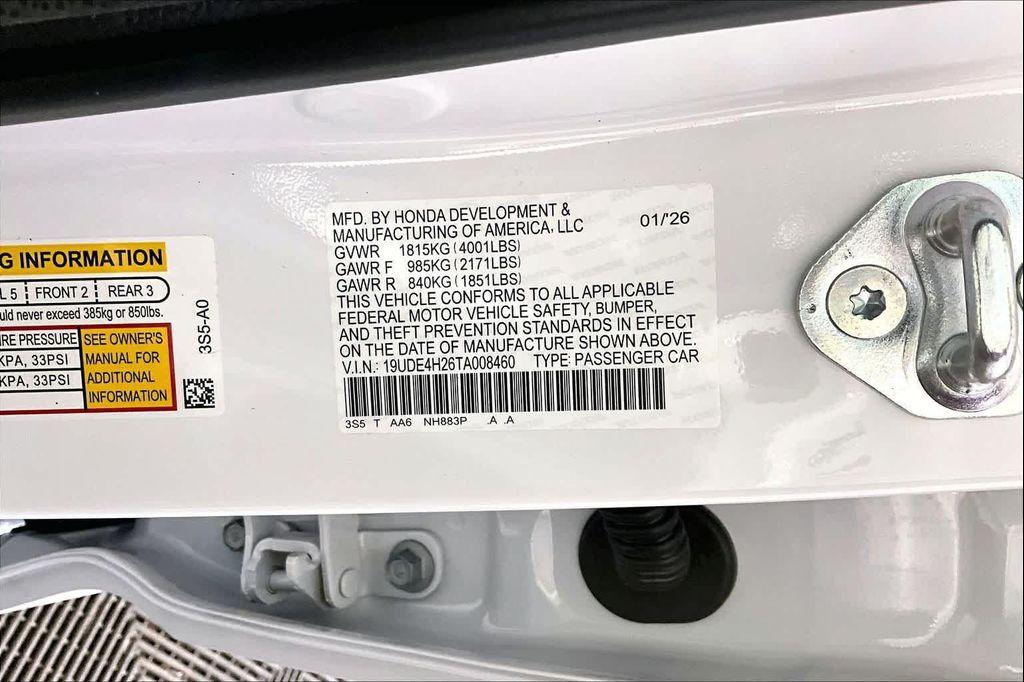 G INFORMATION
L 5 FRONT 2 REAR 3
uld never exceed 385kg or 850lbs.
IRE PRESSURE
KPA, 33PSI
KPA, 33PSI
SEE OWNER'S
MANUAL FOR
ADDITIONAL
INFORMATION
3S5-A0
MFD. BY HONDA DEVELOPMENT &
MANUFACTURING OF AMERICA, LLC 01/'26
GVWR 1815KG (4001LBS)
GAWR F 985KG (2171LBS)
GAWR R 840KG (1851LBS)
THIS VEHICLE CONFORMS TO ALL APPLICABLE
FEDERAL MOTOR VEHICLE SAFETY, BUMPER,
AND THEFT PREVENTION STANDARDS IN EFFECT
ON THE DATE OF MANUFACTURE SHOWN ABOVE.
V.I.N.: 19UDE4H26TA008460 TYPE: PASSENGER CAR
3S5 T AA6 NH883P .A .A